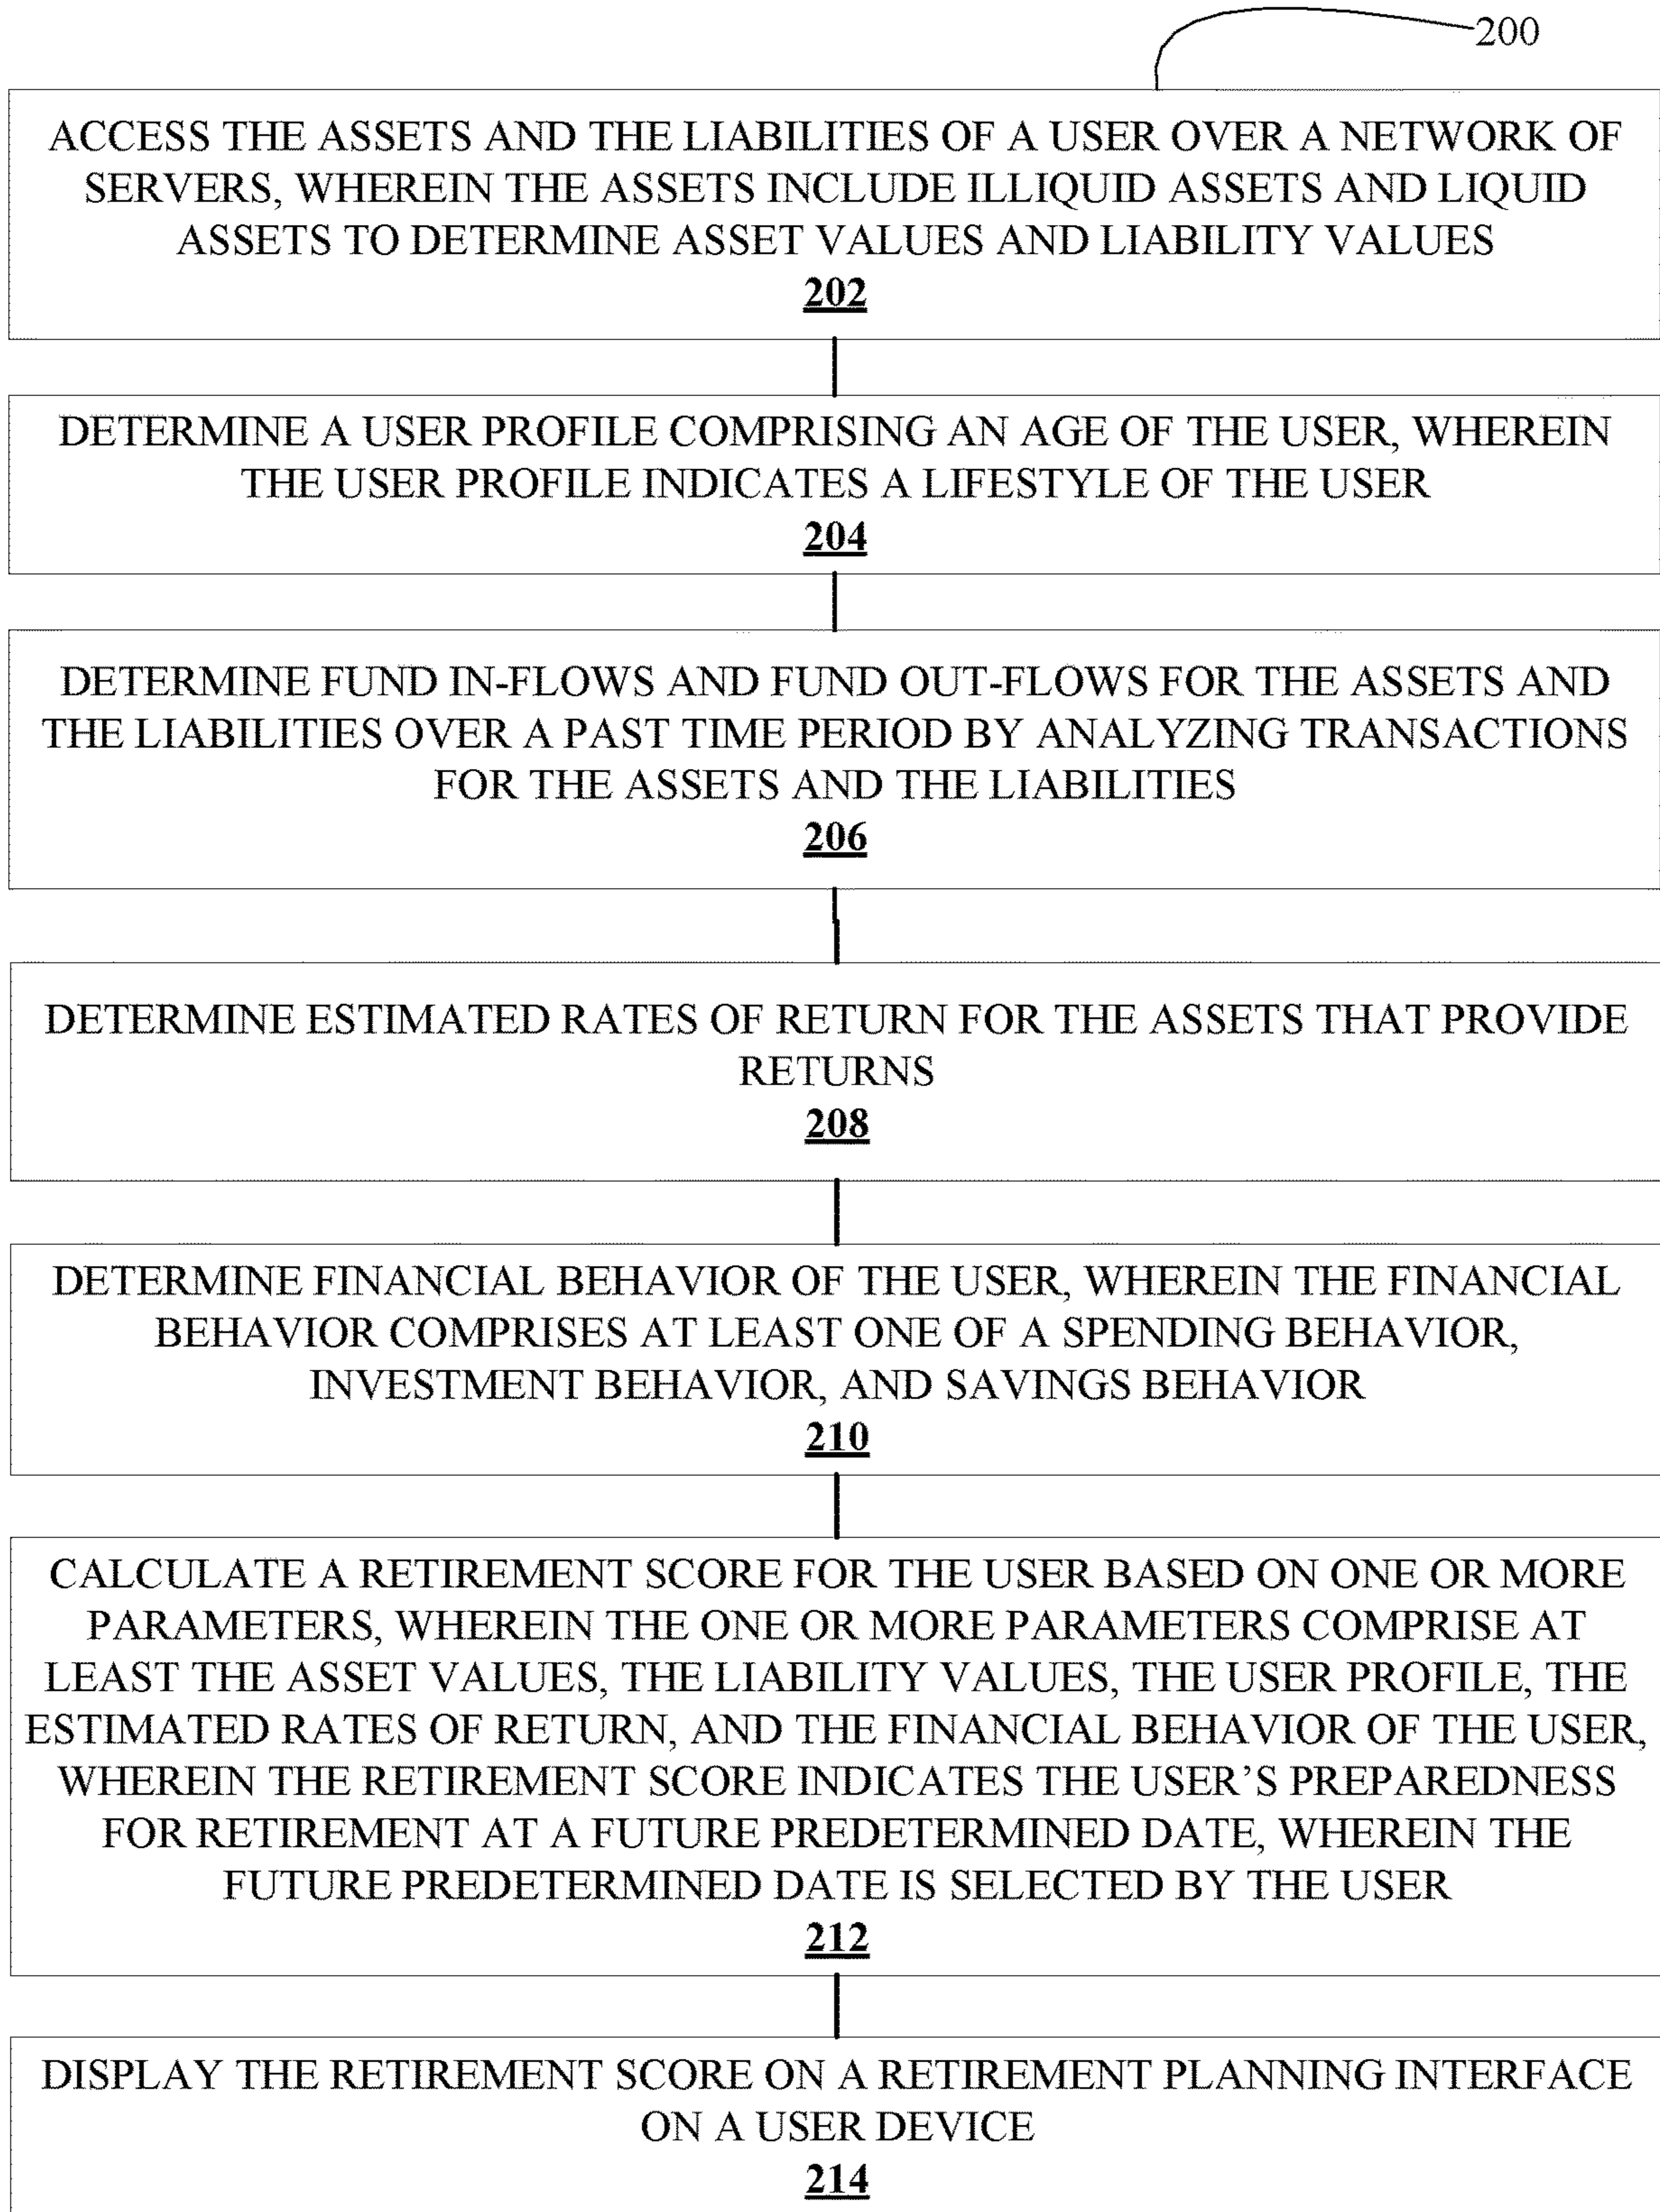 200
ACCESS THE ASSETS AND THE LIABILITIES OF A USER OVER A NETWORK OF
SERVERS, WHEREIN THE ASSETS INCLUDE ILLIQUID ASSETS AND LIQUID
ASSETS TO DETERMINE ASSET VALUES AND LIABILITY VALUES
202
DETERMINE A USER PROFILE COMPRISING AN AGE OF THE USER, WHEREIN
THE USER PROFILE INDICATES A LIFESTYLE OF THE USER
204
DETERMINE FUND IN-FLOWS AND FUND OUT-FLOWS FOR THE ASSETS AND
THE LIABILITIES OVER A PAST TIME PERIOD BY ANALYZING TRANSACTIONS
FOR THE ASSETS AND THE LIABILITIES
206
DETERMINE ESTIMATED RATES OF RETURN FOR THE ASSETS THAT PROVIDE
RETURNS
208
DETERMINE FINANCIAL BEHAVIOR OF THE USER, WHEREIN THE FINANCIAL
BEHAVIOR COMPRISES AT LEAST ONE OF A SPENDING BEHAVIOR,
INVESTMENT BEHAVIOR, AND SAVINGS BEHAVIOR
210
CALCULATE A RETIREMENT SCORE FOR THE USER BASED ON ONE OR MORE
PARAMETERS, WHEREIN THE ONE OR MORE PARAMETERS COMPRISE AT
LEAST THE ASSET VALUES, THE LIABILITY VALUES, THE USER PROFILE, THE
ESTIMATED RATES OF RETURN, AND THE FINANCIAL BEHAVIOR OF THE USER,
WHEREIN THE RETIREMENT SCORE INDICATES THE USER’S PREPAREDNESS
FOR RETIREMENT AT A FUTURE PREDETERMINED DATE, WHEREIN THE
FUTURE PREDETERMINED DATE IS SELECTED BY THE USER
212
DISPLAY THE RETIREMENT SCORE ON A RETIREMENT PLANNING INTERFACE
ON A USER DEVICE
214